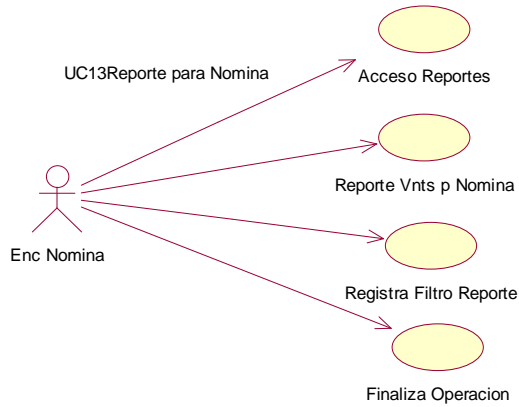 UC13Reporte para Nomina
Acceso Reportes
Reporte Vnts p Nomina
Enc Nomina
Registra Filtro Reporte
Finaliza Operacion